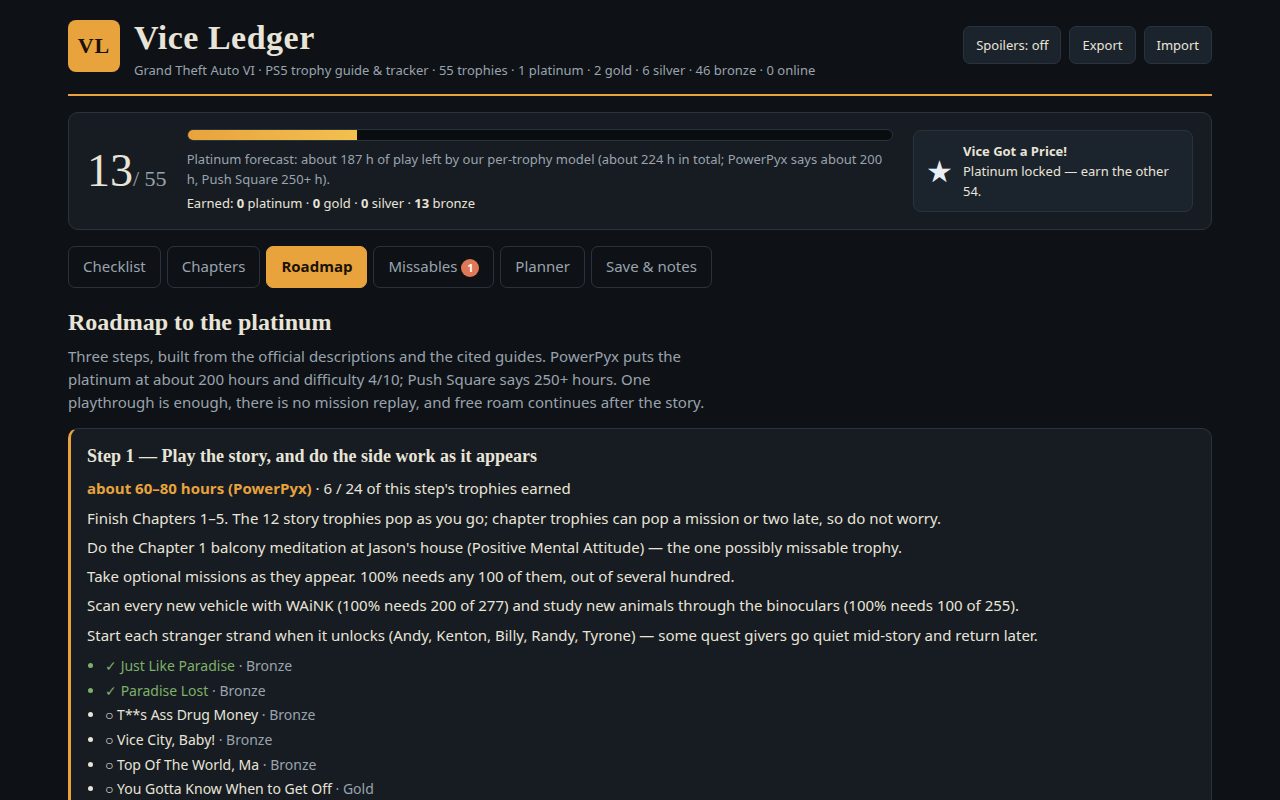 VL
Vice Ledger
Grand Theft Auto VI · PS5 trophy guide & tracker · 55 trophies · 1 platinum · 2 gold · 6 silver · 46 bronze · 0 online
Spoilers: off
Export
Import
13 / 55
Platinum forecast: about 187 h of play left by our per-trophy model (about 224 h in total; PowerPyx says about 200
h, Push Square 250+ h).
Earned: 0 platinum · 0 gold · 0 silver · 13 bronze
★
Vice Got a Price!
Platinum locked — earn the other
54.
Checklist
Chapters
Roadmap
Missables 1
Planner
Save & notes
Roadmap to the platinum
Three steps, built from the official descriptions and the cited guides. PowerPyx puts the
platinum at about 200 hours and difficulty 4/10; Push Square says 250+ hours. One
playthrough is enough, there is no mission replay, and free roam continues after the story.
Step 1 — Play the story, and do the side work as it appears
about 60–80 hours (PowerPyx) · 6 / 24 of this step's trophies earned
Finish Chapters 1–5. The 12 story trophies pop as you go; chapter trophies can pop a mission or two late, so do not worry.
Do the Chapter 1 balcony meditation at Jason's house (Positive Mental Attitude) — the one possibly missable trophy.
Take optional missions as they appear. 100% needs any 100 of them, out of several hundred.
Scan every new vehicle with WAiNK (100% needs 200 of 277) and study new animals through the binoculars (100% needs 100 of 255).
Start each stranger strand when it unlocks (Andy, Kenton, Billy, Randy, Tyrone) — some quest givers go quiet mid-story and return later.
• ✓ Just Like Paradise · Bronze
• ✓ Paradise Lost · Bronze
• ○ T**s Ass Drug Money · Bronze
• ○ Vice City, Baby! · Bronze
• ○ Top Of The World, Ma · Bronze
• ○ You Gotta Know When to Get Off · Gold